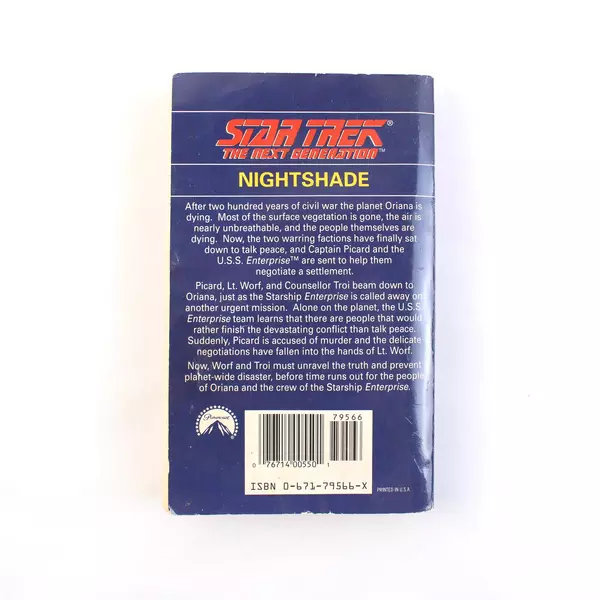 STAR TREK®
THE NEXT GENERATION™
NIGHTSHADE
After two hundred years of civil war the planet Oriana is
dying. Most of the surface vegetation is gone, the air is
nearly unbreathable, and the people themselves are
dying. Now, the two warring factions have finally sat
down to talk peace, and Captain Picard and the
U.S.S. Enterprise™ are sent to help them
negotiate a settlement.
Picard, Lt. Worf, and Counsellor Troi beam down to
Oriana, just as the Starship Enterprise is called away on
another urgent mission. Alone on the planet, the U.S.S.
Enterprise team learns that there are people that would
rather finish the devastating conflict than talk peace.
Suddenly, Picard is accused of murder and the delicate
negotiations have fallen into the hands of Lt. Worf.
Now, Worf and Troi must unravel the truth and prevent
planet-wide disaster, before time runs out for the people
of Oriana and the crew of the Starship Enterprise.
Paramount
79566
0 76714 00550 1
ISBN 0-671-79566-X
PRINTED IN U.S.A.